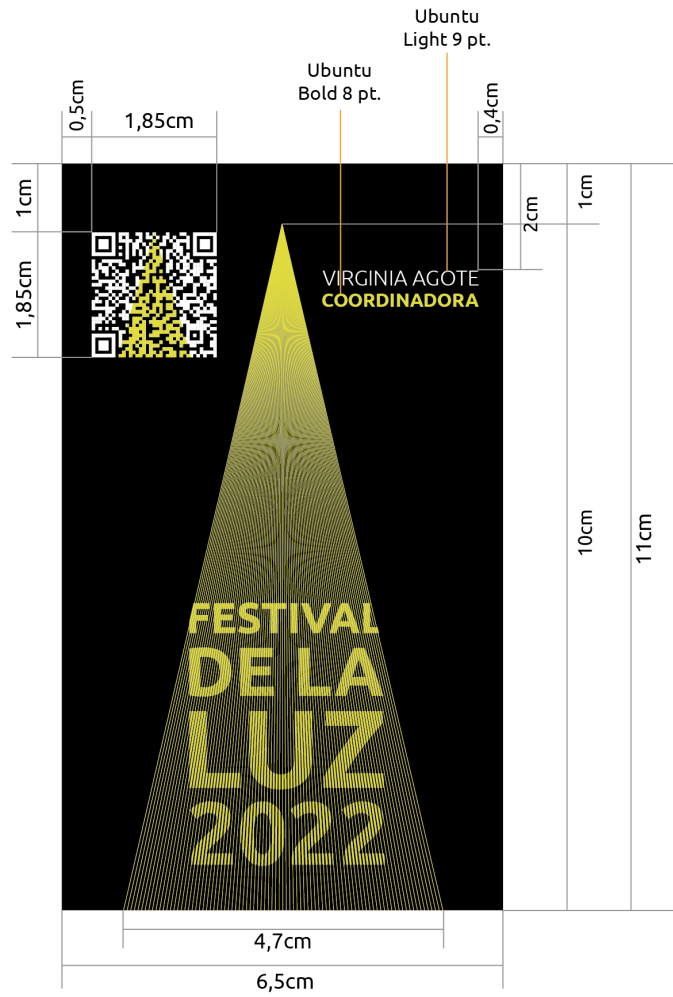 Ubuntu
Light 9 pt.
Ubuntu
Bold 8 pt.
0,5cm
1,85cm
0,4cm
1cm
2cm
1cm
1,85cm
VIRGINIA AGOTE
COORDINADORA
10cm
11cm
FESTIVAL
DE LA
LUZ
2022
4,7cm
6,5cm